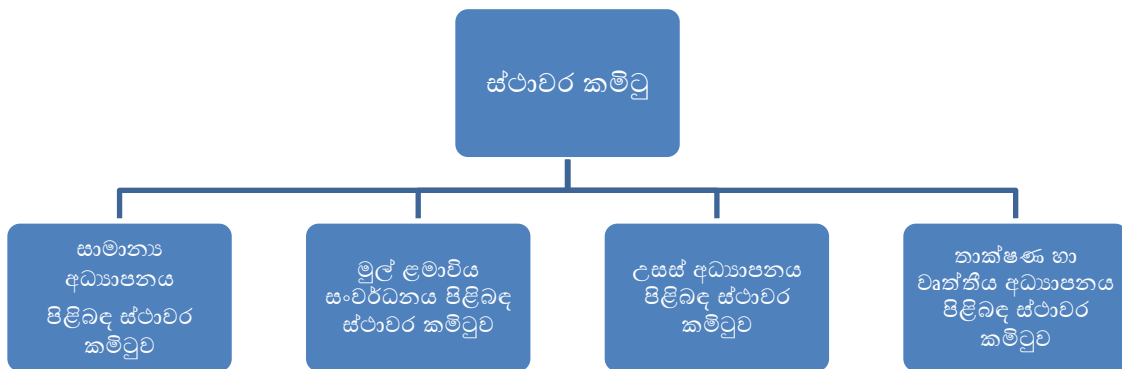 ස්ථාවර කමිටු
සාමාන්‍ය
අධ්‍යාපනය
පිළිබඳ ස්ථාවර
කමිටුව
මුල් ළමාවිය
සංවර්ධනය පිළිබඳ
ස්ථාවර කමිටුව
උසස් අධ්‍යාපනය
පිළිබඳ ස්ථාවර
කමිටුව
තාක්ෂණ හා
වෘත්තීය අධ්‍යාපනය
පිළිබඳ ස්ථාවර
කමිටුව